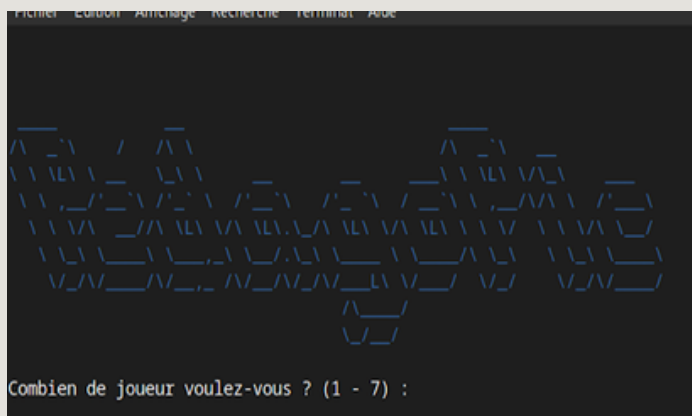 Fichier Edition Affichage Recherche Terminal Aide
Combien de joueur voulez-vous ? (1 - 7) :